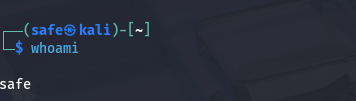 ┌──(safe㉿kali)-[~]
└─$ whoami
safe